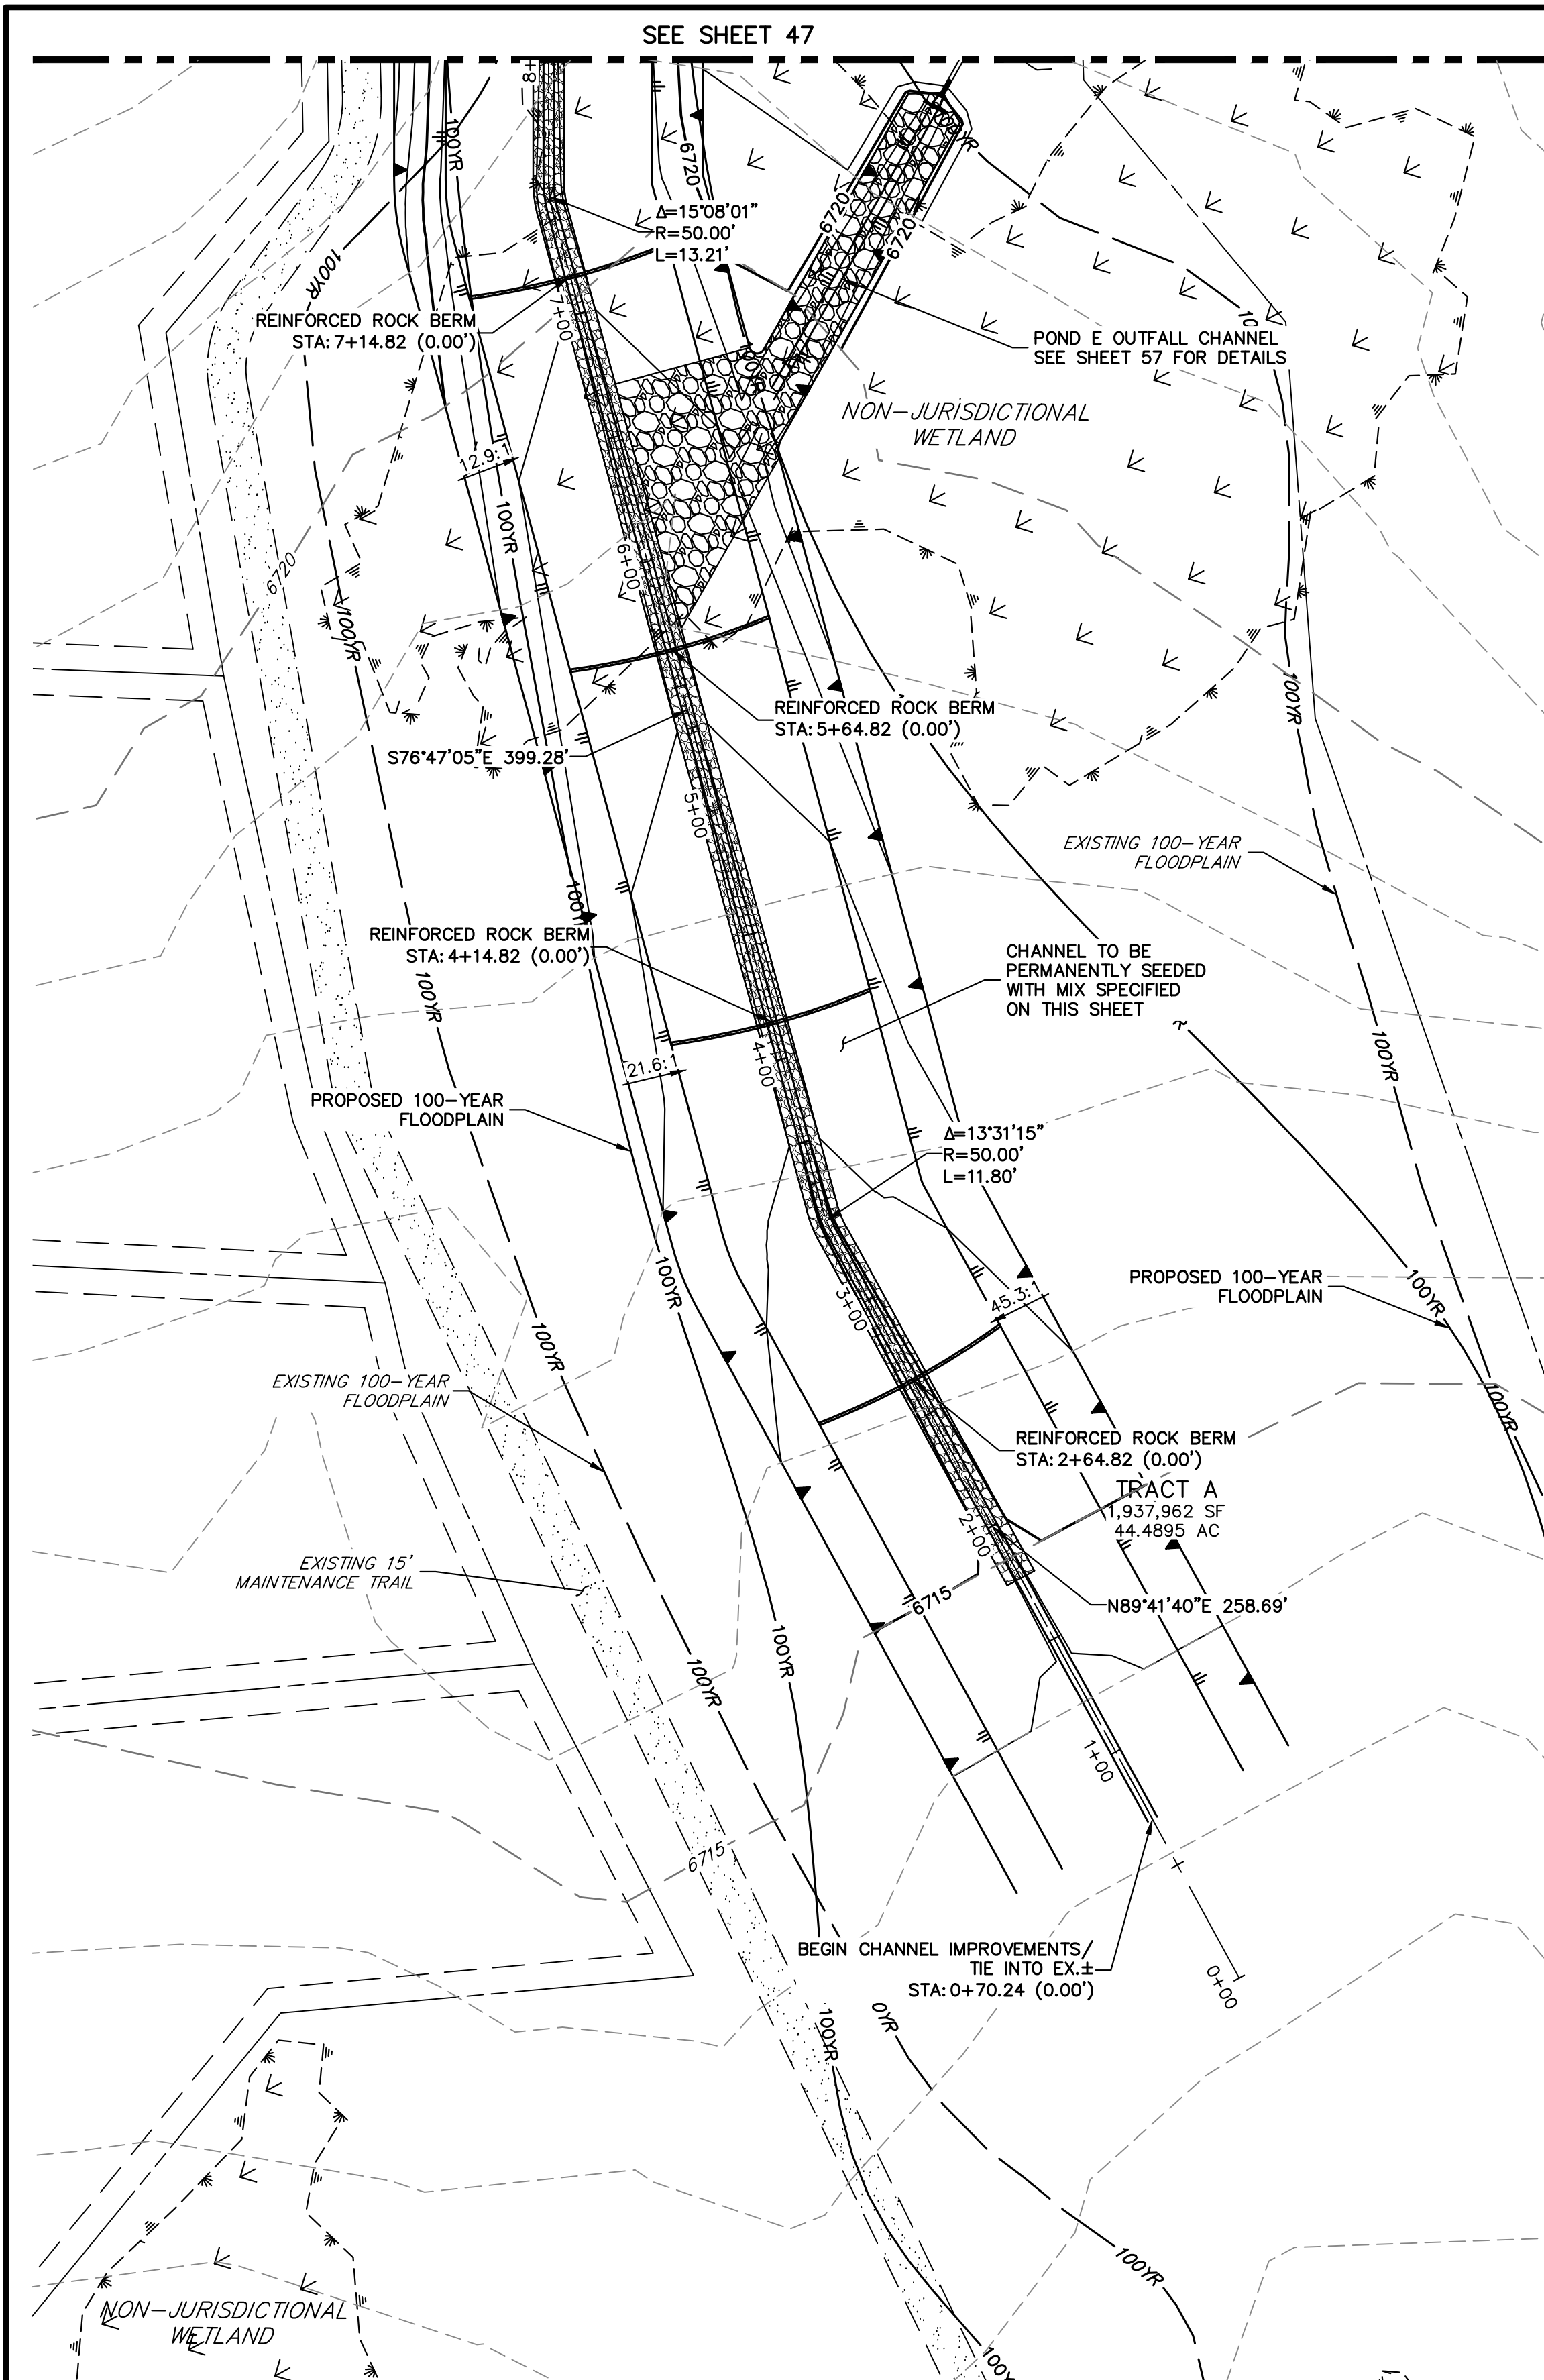 SEE SHEET 47
8+
100YR
6720
100YR
6720
6720
Δ=15°08'01"
R=50.00'
L=13.21'
100YR
REINFORCED ROCK BERM
STA: 7+14.82 (0.00')
7+00
10
POND E OUTFALL CHANNEL
SEE SHEET 57 FOR DETAILS
NON-JURISDICTIONAL
WETLAND
12.9:1
100YR
6+00
6720
100YR
100YR
REINFORCED ROCK BERM
STA: 5+64.82 (0.00')
S76°47'05"E 399.28'
5+00
EXISTING 100-YEAR
FLOODPLAIN
100Y
REINFORCED ROCK BERM
STA: 4+14.82 (0.00')
CHANNEL TO BE
PERMANENTLY SEEDED
WITH MIX SPECIFIED
ON THIS SHEET
100YR
4+00
100YR
21.6:1
PROPOSED 100-YEAR
FLOODPLAIN
Δ=13°31'15"
R=50.00'
L=11.80'
100YR
3+00
45.3:1
PROPOSED 100-YEAR
FLOODPLAIN
100YR
100YR
EXISTING 100-YEAR
FLOODPLAIN
100YR
REINFORCED ROCK BERM
STA: 2+64.82 (0.00')
TRACT A
1,937,962 SF
44.4895 AC
2+00
EXISTING 15'
MAINTENANCE TRAIL
6715
N89°41'40"E 258.69'
100YR
100YR
1+00
6715
BEGIN CHANNEL IMPROVEMENTS/
TIE INTO EX.±
STA: 0+70.24 (0.00')
0+00
100YR
0YR
100YR
NON-JURISDICTIONAL
WETLAND
100Y